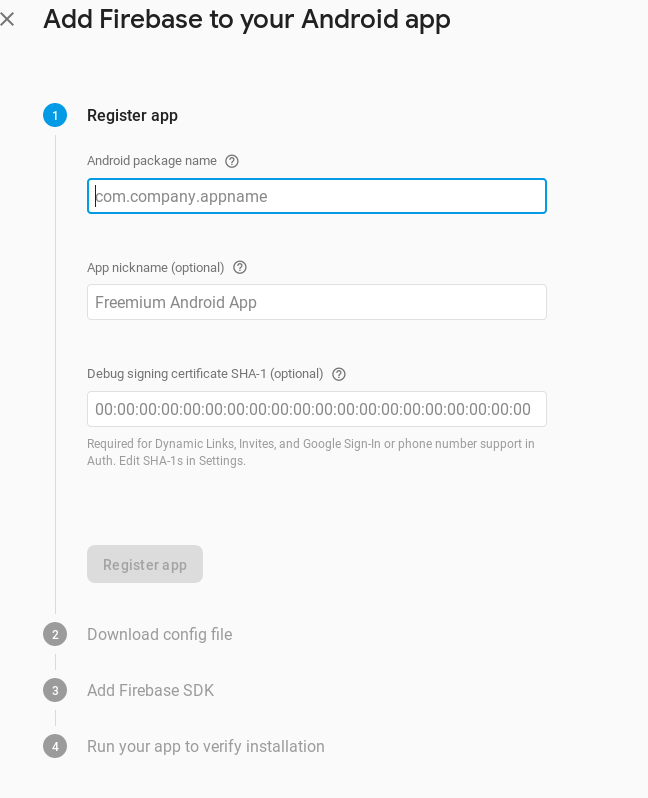 Add Firebase to your Android app
1 Register app
Android package name ?
com.company.appname
App nickname (optional) ?
Freemium Android App
Debug signing certificate SHA-1 (optional) ?
00:00:00:00:00:00:00:00:00:00:00:00:00:00:00:00:00:00:00:00
Required for Dynamic Links, Invites, and Google Sign-In or phone number support in
Auth. Edit SHA-1s in Settings.
Register app
2 Download config file
3 Add Firebase SDK
4 Run your app to verify installation